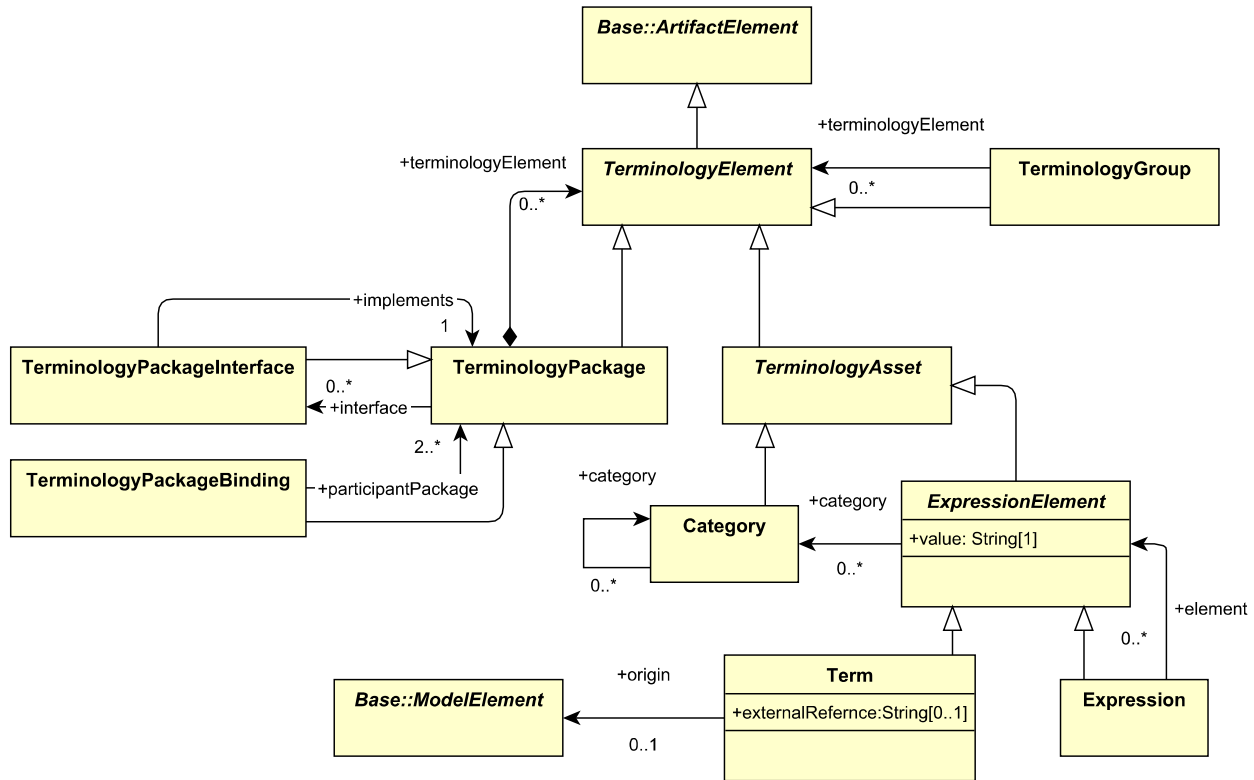 Base::ArtifactElement
+terminologyElement
+terminologyElement
TerminologyElement
TerminologyGroup
0..*
0..*
+implements
1
TerminologyPackageInterface
TerminologyPackage
TerminologyAsset
0..*
+interface
2..*
TerminologyPackageBinding
+participantPackage
+category
+category
ExpressionElement
Category
+value: String[1]
0..*
0..*
+element
0..*
+origin
Term
Base::ModelElement
+externalRefernce:String[0..1]
Expression
0..1